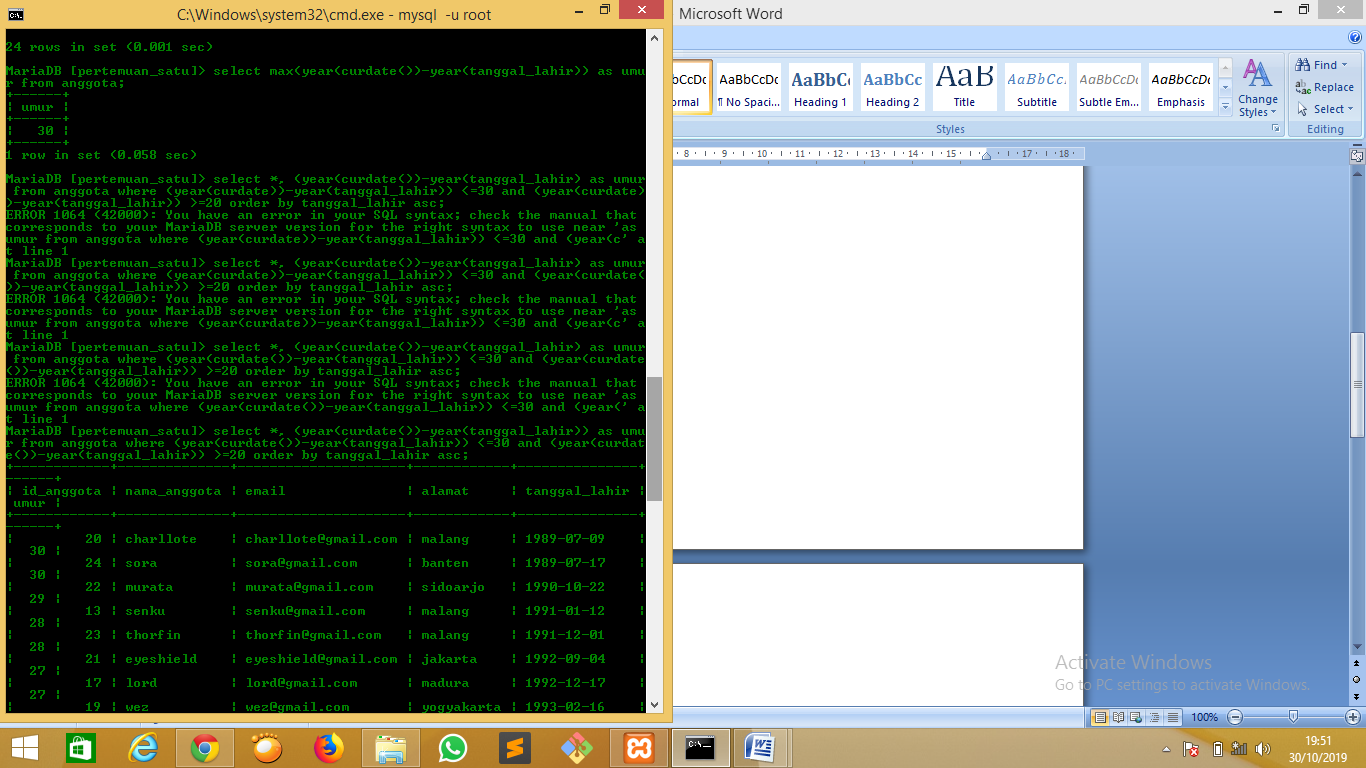 C:\Windows\system32\cmd.exe - mysql -u root
24 rows in set (0.001 sec)
MariaDB [pertemuan_satu]> select max(year(curdate())-year(tanggal_lahir)) as umu
r from anggota;
+------+
| umur |
+------+
|   30 |
+------+
1 row in set (0.058 sec)
MariaDB [pertemuan_satu]> select *, (year(curdate())-year(tanggal_lahir) as umur
 from anggota where (year(curdate))-year(tanggal_lahir)) <=30 and (year(curdate)
)-year(tanggal_lahir)) >=20 order by tanggal_lahir asc;
ERROR 1064 (42000): You have an error in your SQL syntax; check the manual that
corresponds to your MariaDB server version for the right syntax to use near 'as
umur from anggota where (year(curdate))-year(tanggal_lahir)) <=30 and (year(c' a
t line 1
MariaDB [pertemuan_satu]> select *, (year(curdate())-year(tanggal_lahir) as umur
 from anggota where (year(curdate))-year(tanggal_lahir)) <=30 and (year(curdate(
))-year(tanggal_lahir)) >=20 order by tanggal_lahir asc;
ERROR 1064 (42000): You have an error in your SQL syntax; check the manual that
corresponds to your MariaDB server version for the right syntax to use near 'as
umur from anggota where (year(curdate))-year(tanggal_lahir)) <=30 and (year(c' a
t line 1
MariaDB [pertemuan_satu]> select *, (year(curdate())-year(tanggal_lahir) as umur
 from anggota where (year(curdate())-year(tanggal_lahir)) <=30 and (year(curdate
())-year(tanggal_lahir)) >=20 order by tanggal_lahir asc;
ERROR 1064 (42000): You have an error in your SQL syntax; check the manual that
corresponds to your MariaDB server version for the right syntax to use near 'as
umur from anggota where (year(curdate())-year(tanggal_lahir)) <=30 and (year(' a
t line 1
MariaDB [pertemuan_satu]> select *, (year(curdate())-year(tanggal_lahir)) as umu
r from anggota where (year(curdate())-year(tanggal_lahir)) <=30 and (year(curdat
e())-year(tanggal_lahir)) >=20 order by tanggal_lahir asc;
+------------+--------------+---------------------+------------+---------------+
------+
| id_anggota | nama_anggota | email | alamat | tanggal_lahir |
 umur |
+------------+--------------+---------------------+------------+---------------+
------+
| 20 | charllote | charllote@gmail.com | malang | 1989-07-09 |
 30 |
| 24 | sora | sora@gmail.com | banten | 1989-07-17 |
 30 |
| 22 | murata | murata@gmail.com | sidoarjo | 1990-10-22 |
 29 |
| 13 | senku | senku@gmail.com | malang | 1991-01-12 |
 28 |
| 23 | thorfin | thorfin@gmail.com | malang | 1991-12-01 |
 28 |
| 21 | eyeshield | eyeshield@gmail.com | jakarta | 1992-09-04 |
 27 |
| 17 | lord | lord@gmail.com | madura | 1992-12-17 |
 27 |
| 19 | wez | wez@gmail.com | yogyakarta | 1993-02-16 |
Microsoft Word
AaBbCcDc AaBbC AaBbCc AaB AaBbCc AaBbCcDc AaBbCcDc
¶ No Spaci... Heading 1 Heading 2 Title Subtitle Subtle Em... Emphasis
Change
Styles
Find
Replace
Select
Styles
Editing
8 9 10 11 12 13 14 15 17 18
Activate Windows
Go to PC settings to activate Windows.
100%
19:51
30/10/2019